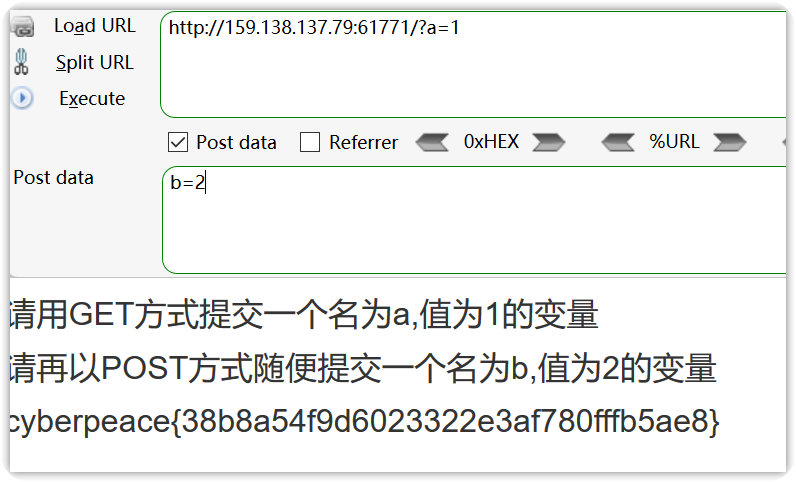 Load URL
http://159.138.137.79:61771/?a=1
Split URL
Execute
Post data Referrer 0xHEX %URL
Post data
b=2
请用GET方式提交一个名为a,值为1的变量
请再以POST方式随便提交一个名为b,值为2的变量
cyberpeace{38b8a54f9d6023322e3af780fffb5ae8}